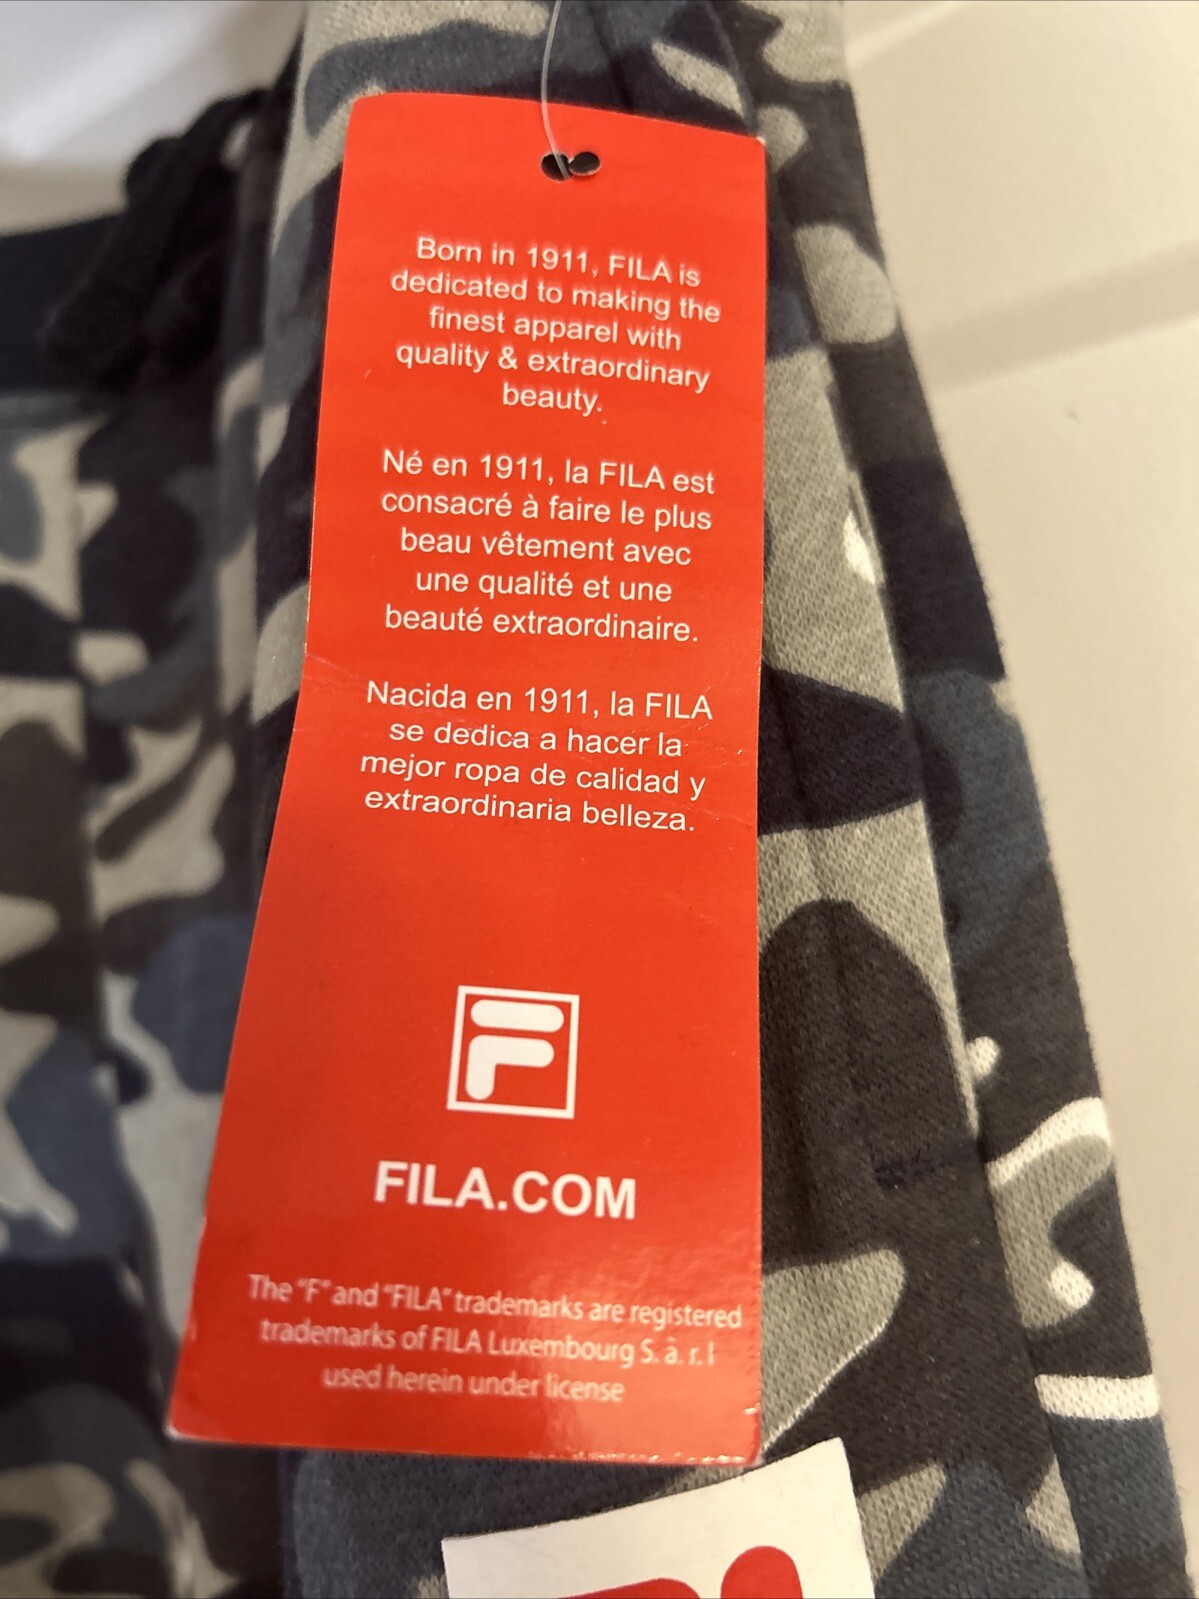 Born in 1911, FILA is
dedicated to making the
finest apparel with
quality & extraordinary
beauty.
Né en 1911, la FILA est
consacré à faire le plus
beau vêtement avec
une qualité et une
beauté extraordinaire.
Nacida en 1911, la FILA
se dedica a hacer la
mejor ropa de calidad y
extraordinaria belleza.
F
FILA.COM
The "F" and "FILA" trademarks are registered
trademarks of FILA Luxembourg S. à. r. l
used herein under license